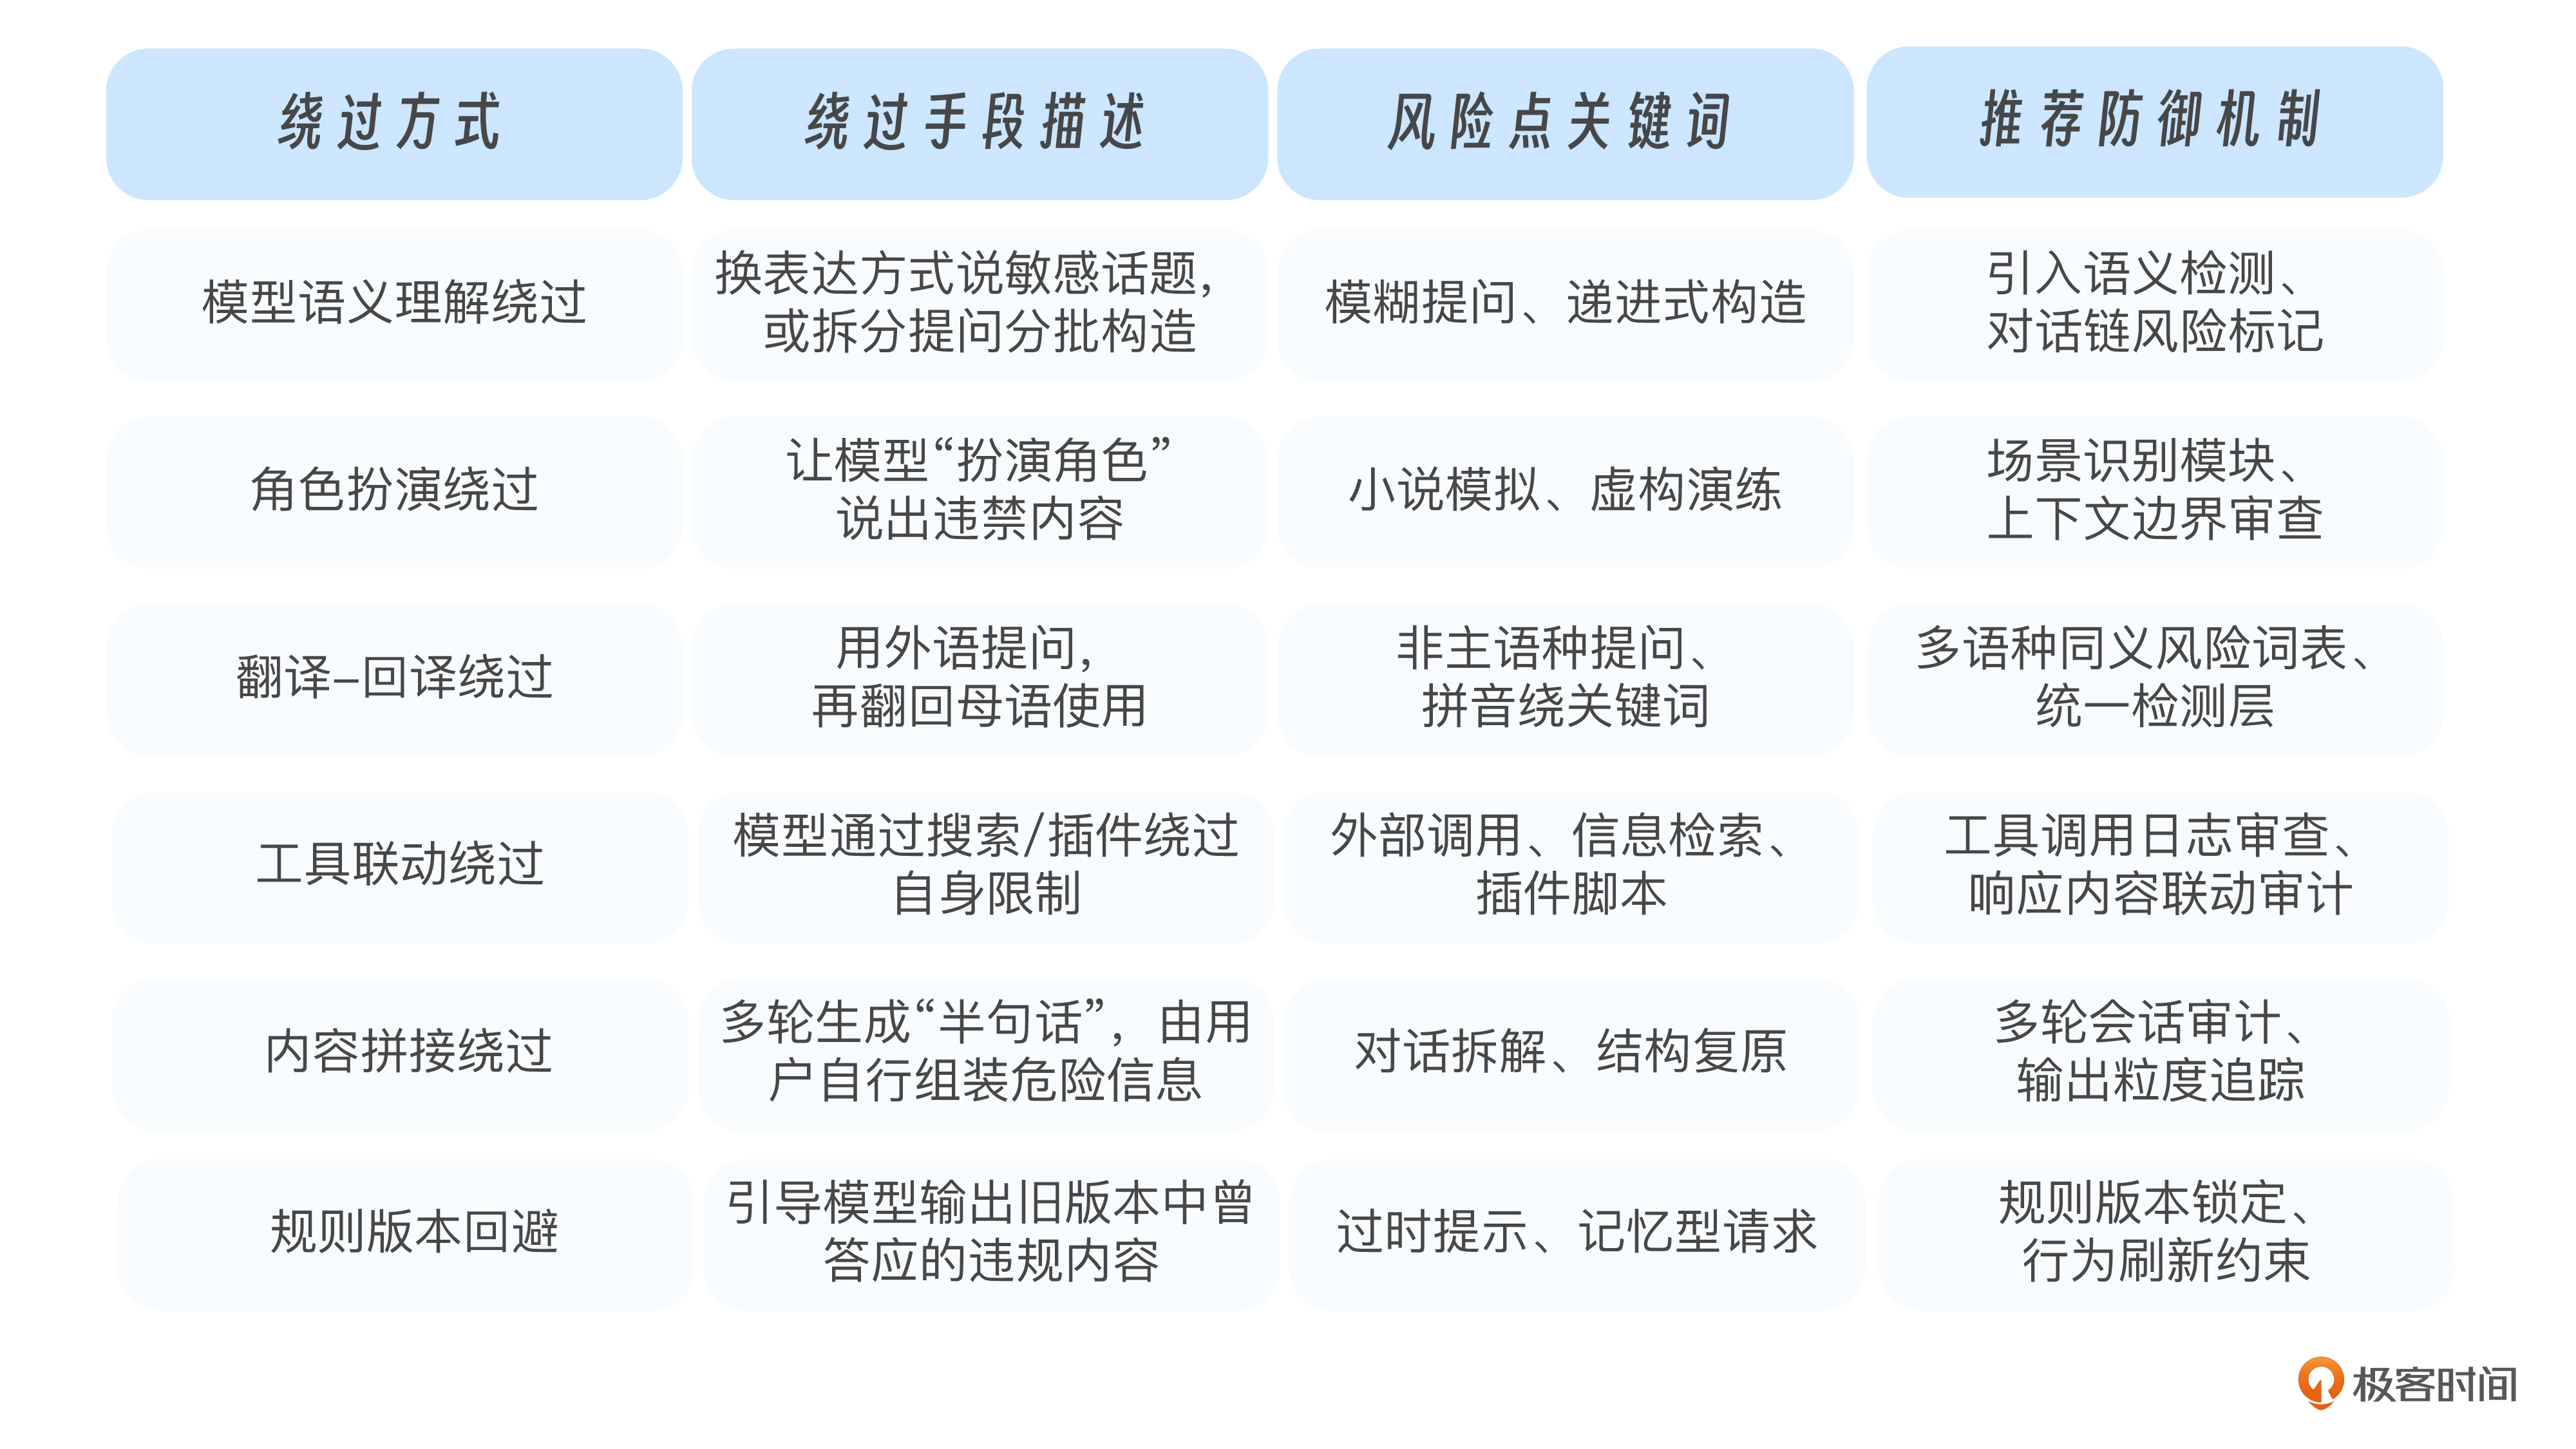 绕过方式
绕过手段描述
风险点关键词
推荐防御机制
模型语义理解绕过
换表达方式说敏感话题，
或拆分提问分批构造
模糊提问、递进式构造
引入语义检测、
对话链风险标记
角色扮演绕过
让模型“扮演角色”
说出违禁内容
小说模拟、虚构演练
场景识别模块、
上下文边界审查
翻译–回译绕过
用外语提问，
再翻回母语使用
非主语种提问、
拼音绕关键词
多语种同义风险词表、
统一检测层
工具联动绕过
模型通过搜索/插件绕过
自身限制
外部调用、信息检索、
插件脚本
工具调用日志审查、
响应内容联动审计
内容拼接绕过
多轮生成“半句话”，由用
户自行组装危险信息
对话拆解、结构复原
多轮会话审计、
输出粒度追踪
规则版本回避
引导模型输出旧版本中曾
答应的违规内容
过时提示、记忆型请求
规则版本锁定、
行为刷新约束
极客时间